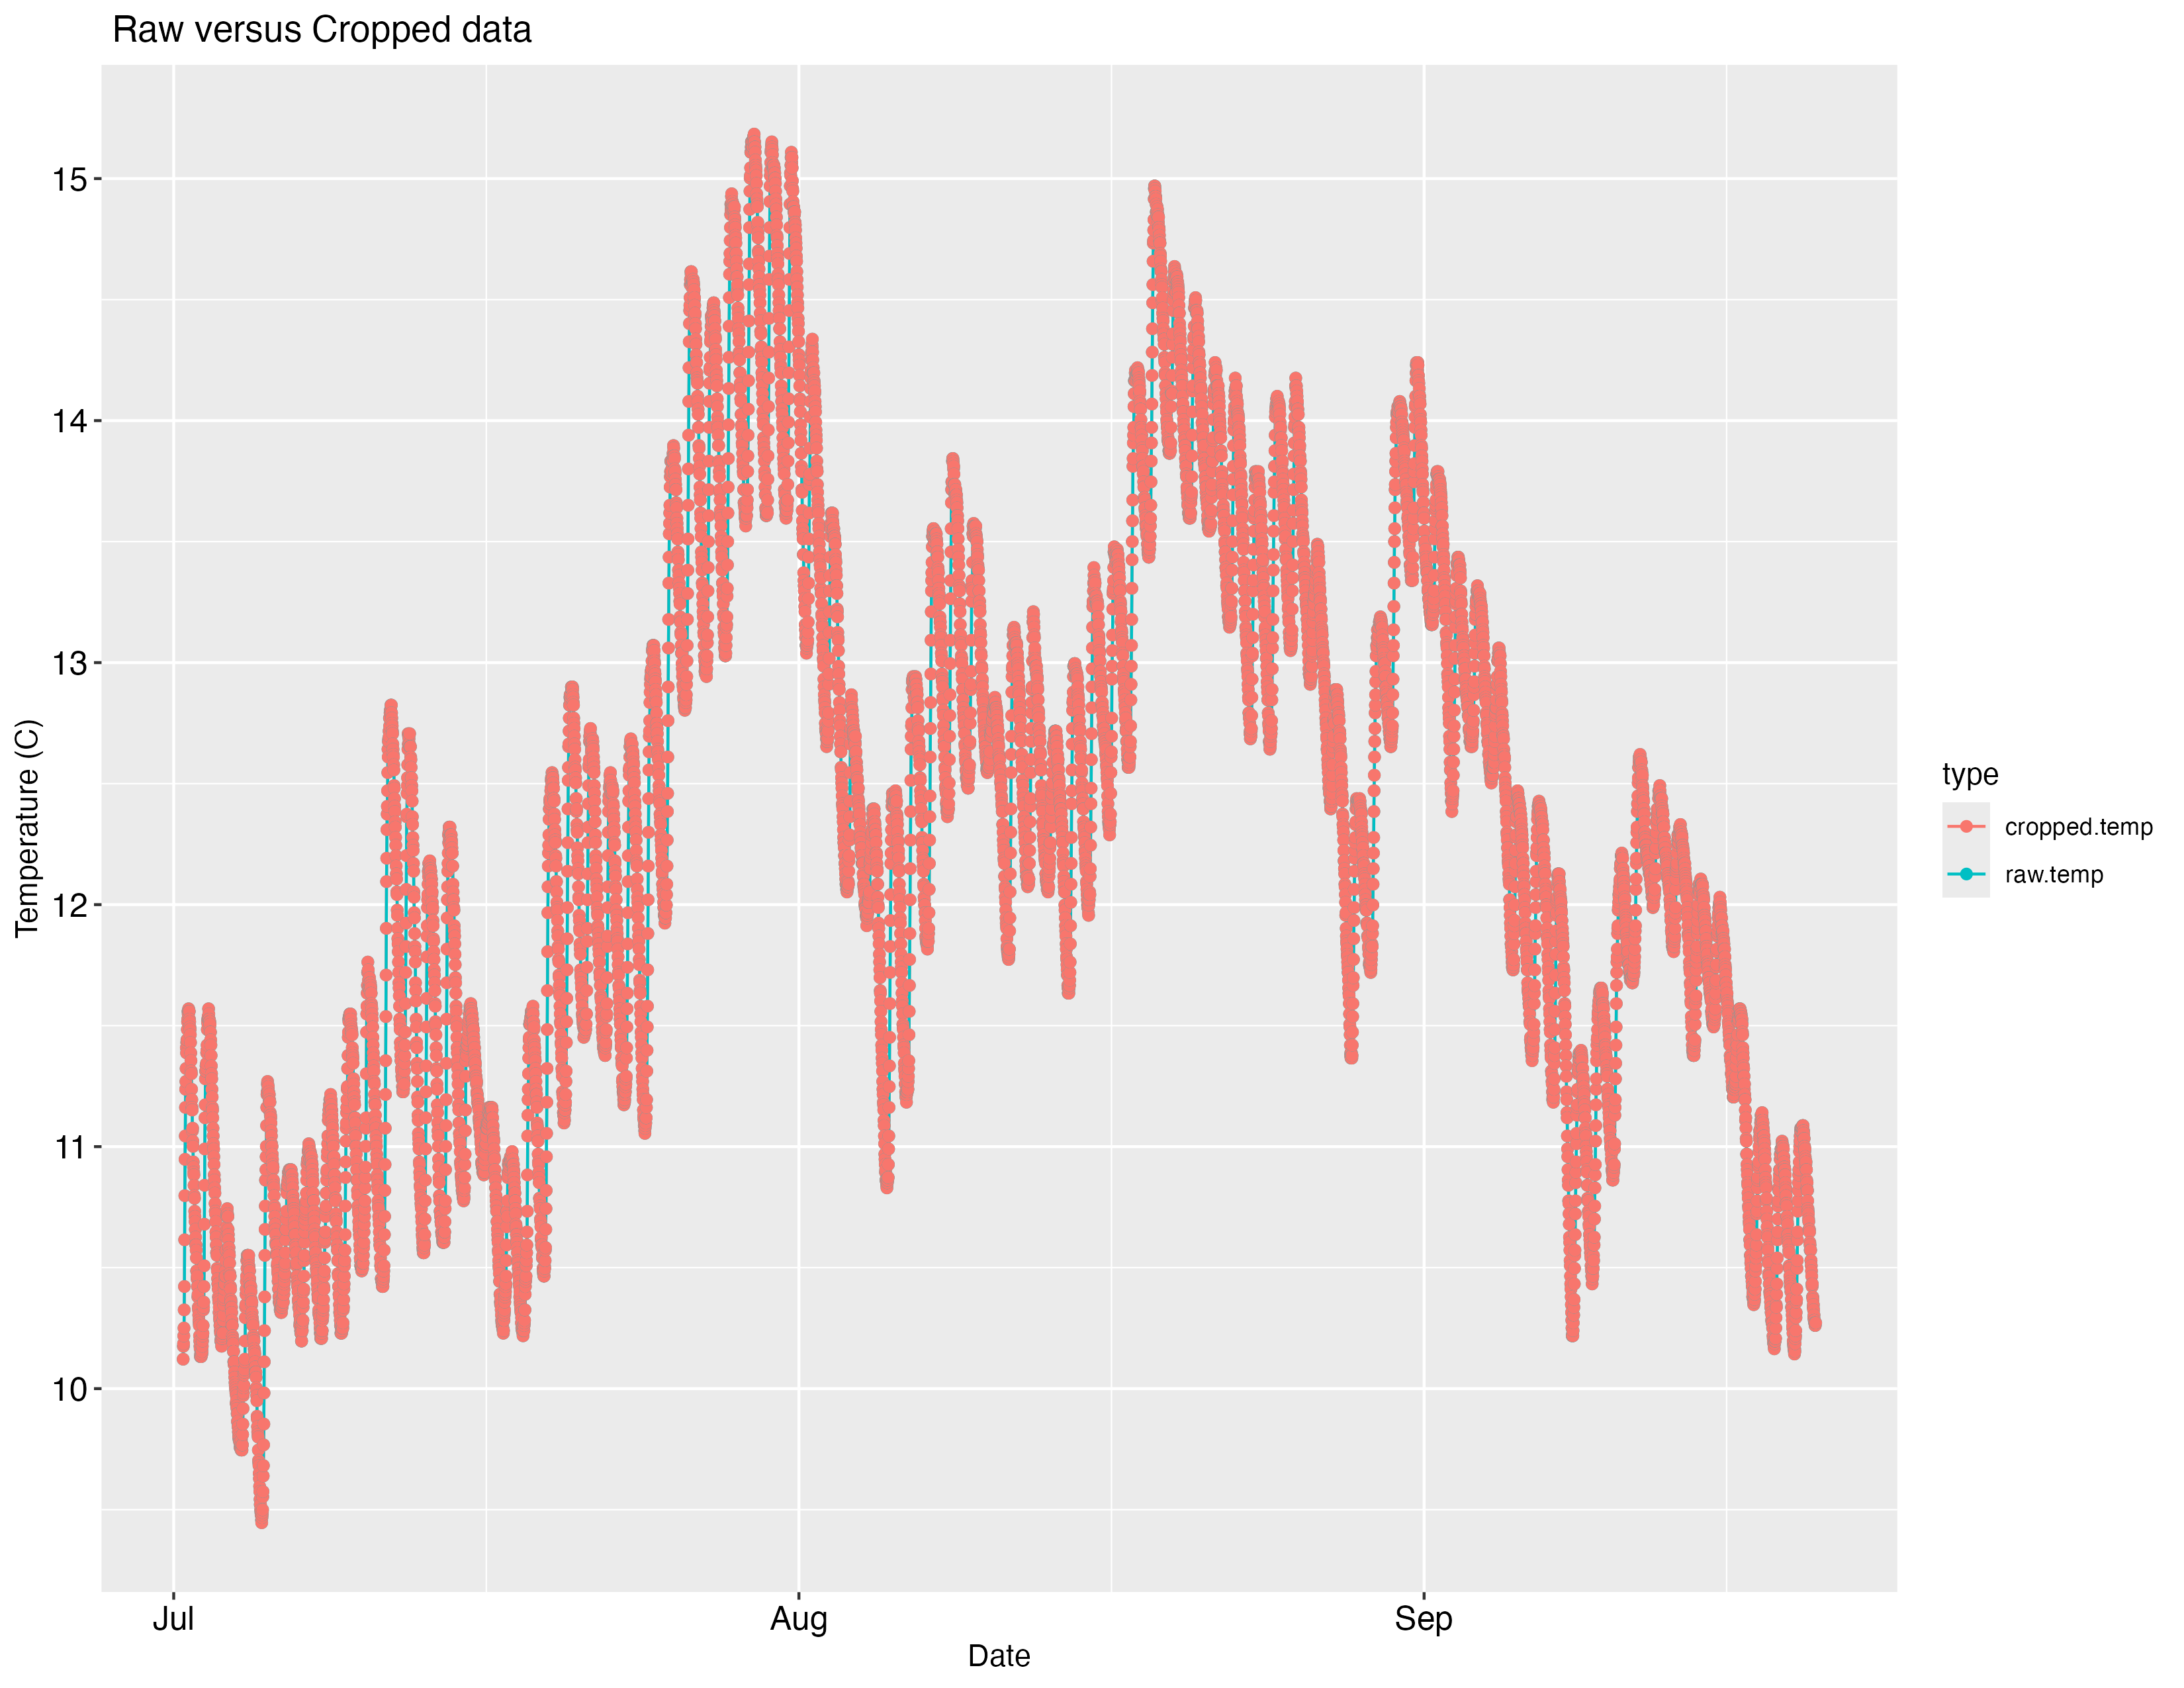 Raw versus Cropped data
Temperature (C)
15
14
13
12
11
10
Jul
Aug
Sep
Date
type
cropped.temp
raw.temp